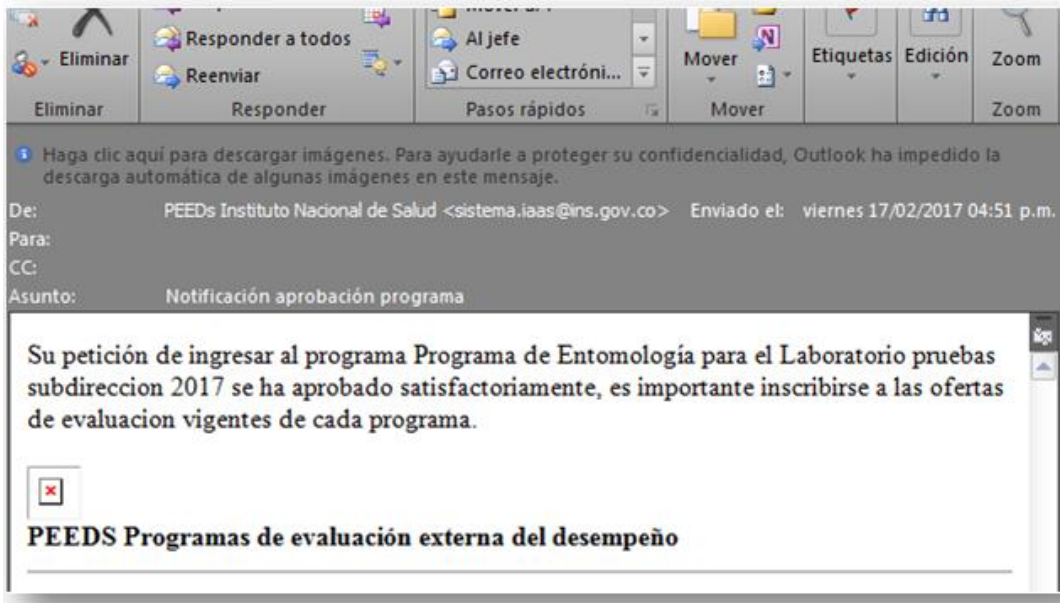 Responder a todos
Al jefe
Eliminar
Reenviar
Correo electróni...
Mover
Etiquetas
Edición
Zoom
Eliminar
Responder
Pasos rápidos
Mover
Zoom
Haga clic aquí para descargar imágenes. Para ayudarle a proteger su confidencialidad, Outlook ha impedido la
descarga automática de algunas imágenes en este mensaje.
De: PEEDs Instituto Nacional de Salud <sistema.iaas@ins.gov.co> Enviado el: viernes 17/02/2017 04:51 p.m.
Para:
CC:
Asunto: Notificación aprobación programa
Su petición de ingresar al programa Programa de Entomología para el Laboratorio pruebas
subdireccion 2017 se ha aprobado satisfactoriamente, es importante inscribirse a las ofertas
de evaluacion vigentes de cada programa.
PEEDS Programas de evaluación externa del desempeño